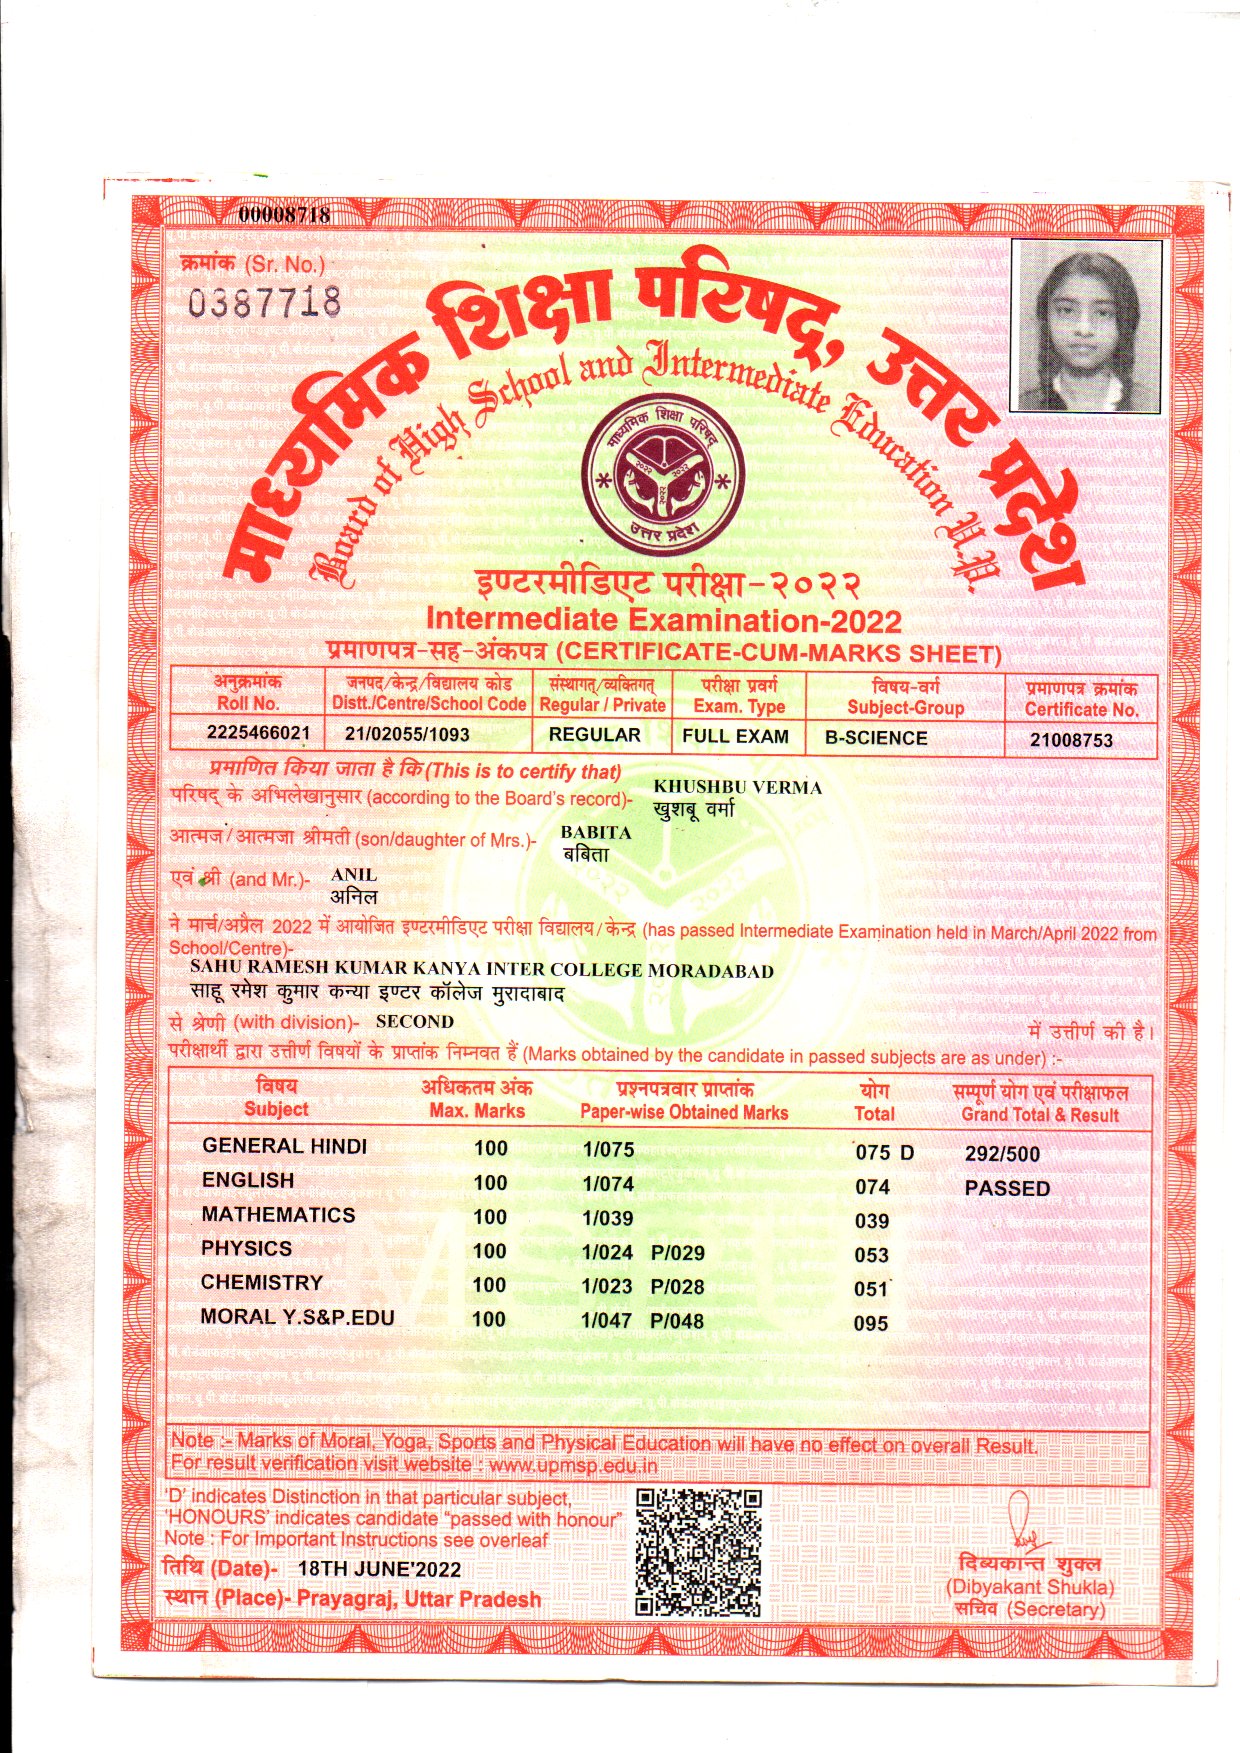 00008718
क्रमांक (Sr. No.)
0387718
माध्यमिक शिक्षा परिषद्, उत्तर प्रदेश
Board of High School and Intermediate Education U.P.
माध्यमिक शिक्षा परिषद्
२०२२ २०२२ २०२२
उत्तर प्रदेश
इण्टरमीडिएट परीक्षा-२०२२
Intermediate Examination-2022
प्रमाणपत्र-सह-अंकपत्र (CERTIFICATE-CUM-MARKS SHEET)
अनुक्रमांक जनपद/केन्द्र/विद्यालय कोड संस्थागत्/व्यक्तिगत् परीक्षा प्रवर्ग विषय-वर्ग प्रमाणपत्र क्रमांक
Roll No. Distt./Centre/School Code Regular / Private Exam. Type Subject-Group Certificate No.
2225466021 21/02055/1093 REGULAR FULL EXAM B-SCIENCE 21008753
प्रमाणित किया जाता है कि (This is to certify that)
KHUSHBU VERMA
परिषद् के अभिलेखानुसार (according to the Board's record)-
खुशबू वर्मा
BABITA
आत्मज/आत्मजा श्रीमती (son/daughter of Mrs.)-
बबिता
एवं श्री (and Mr.)- ANIL
अनिल
ने मार्च/अप्रैल 2022 में आयोजित इण्टरमीडिएट परीक्षा विद्यालय/केन्द्र (has passed Intermediate Examination held in March/April 2022 from
School/Centre)-
SAHU RAMESH KUMAR KANYA INTER COLLEGE MORADABAD
साहू रमेश कुमार कन्या इण्टर कॉलेज मुरादाबाद
से श्रेणी (with division)- SECOND में उत्तीर्ण की है।
परीक्षार्थी द्वारा उत्तीर्ण विषयों के प्राप्तांक निम्नवत हैं (Marks obtained by the candidate in passed subjects are as under) :-
विषय अधिकतम अंक प्रश्नपत्रवार प्राप्तांक योग सम्पूर्ण योग एवं परीक्षाफल
Subject Max. Marks Paper-wise Obtained Marks Total Grand Total & Result
GENERAL HINDI 100 1/075 075 D 292/500
ENGLISH 100 1/074 074 PASSED
MATHEMATICS 100 1/039 039
PHYSICS 100 1/024 P/029 053
CHEMISTRY 100 1/023 P/028 051
MORAL Y.S&P.EDU 100 1/047 P/048 095
Note :- Marks of Moral, Yoga, Sports and Physical Education will have no effect on overall Result.
For result verification visit website : www.upmsp.edu.in
'D' indicates Distinction in that particular subject,
'HONOURS' indicates candidate "passed with honour"
Note : For Important Instructions see overleaf
तिथि (Date)- 18TH JUNE'2022
स्थान (Place)- Prayagraj, Uttar Pradesh
दिव्यकान्त शुक्ल
(Dibyakant Shukla)
सचिव (Secretary)